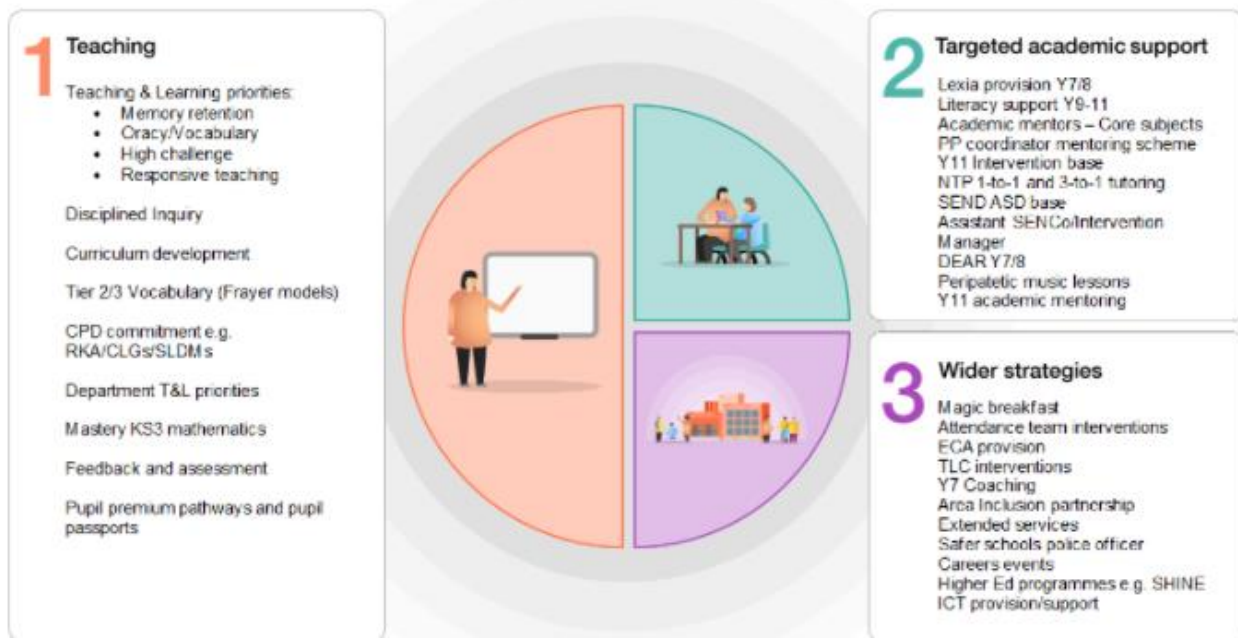 1
Teaching
Teaching & Learning priorities:
• Memory retention
• Oracy/Vocabulary
• High challenge
• Responsive teaching
Disciplined Inquiry
Curriculum development
Tier 2/3 Vocabulary (Frayer models)
CPD commitment e.g.
RKA/CLGs/SLDMs
Department T&L priorities
Mastery KS3 mathematics
Feedback and assessment
Pupil premium pathways and pupil
passports
2
Targeted academic support
Lexia provision Y7/8
Literacy support Y9-11
Academic mentors – Core subjects
PP coordinator mentoring scheme
Y11 Intervention base
NTP 1-to-1 and 3-to-1 tutoring
SEND ASD base
Assistant SENCo/Intervention
Manager
DEAR Y7/8
Peripatetic music lessons
Y11 academic mentoring
3
Wider strategies
Magic breakfast
Attendance team interventions
ECA provision
TLC interventions
Y7 Coaching
Area Inclusion partnership
Extended services
Safer schools police officer
Careers events
Higher Ed programmes e.g. SHINE
ICT provision/support